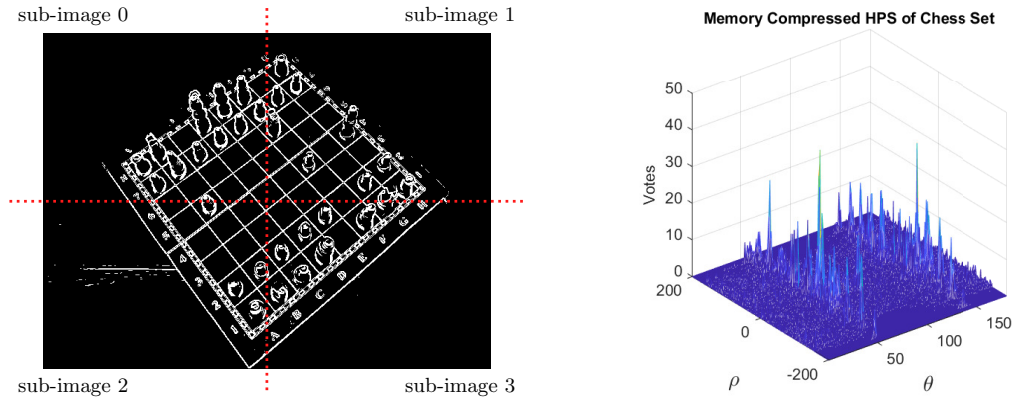 sub-image 0
sub-image 1
sub-image 2
sub-image 3
Memory Compressed HPS of Chess Set
50
40
30
20
10
0
Votes
200
0
-200
ρ
50
100
150
θ